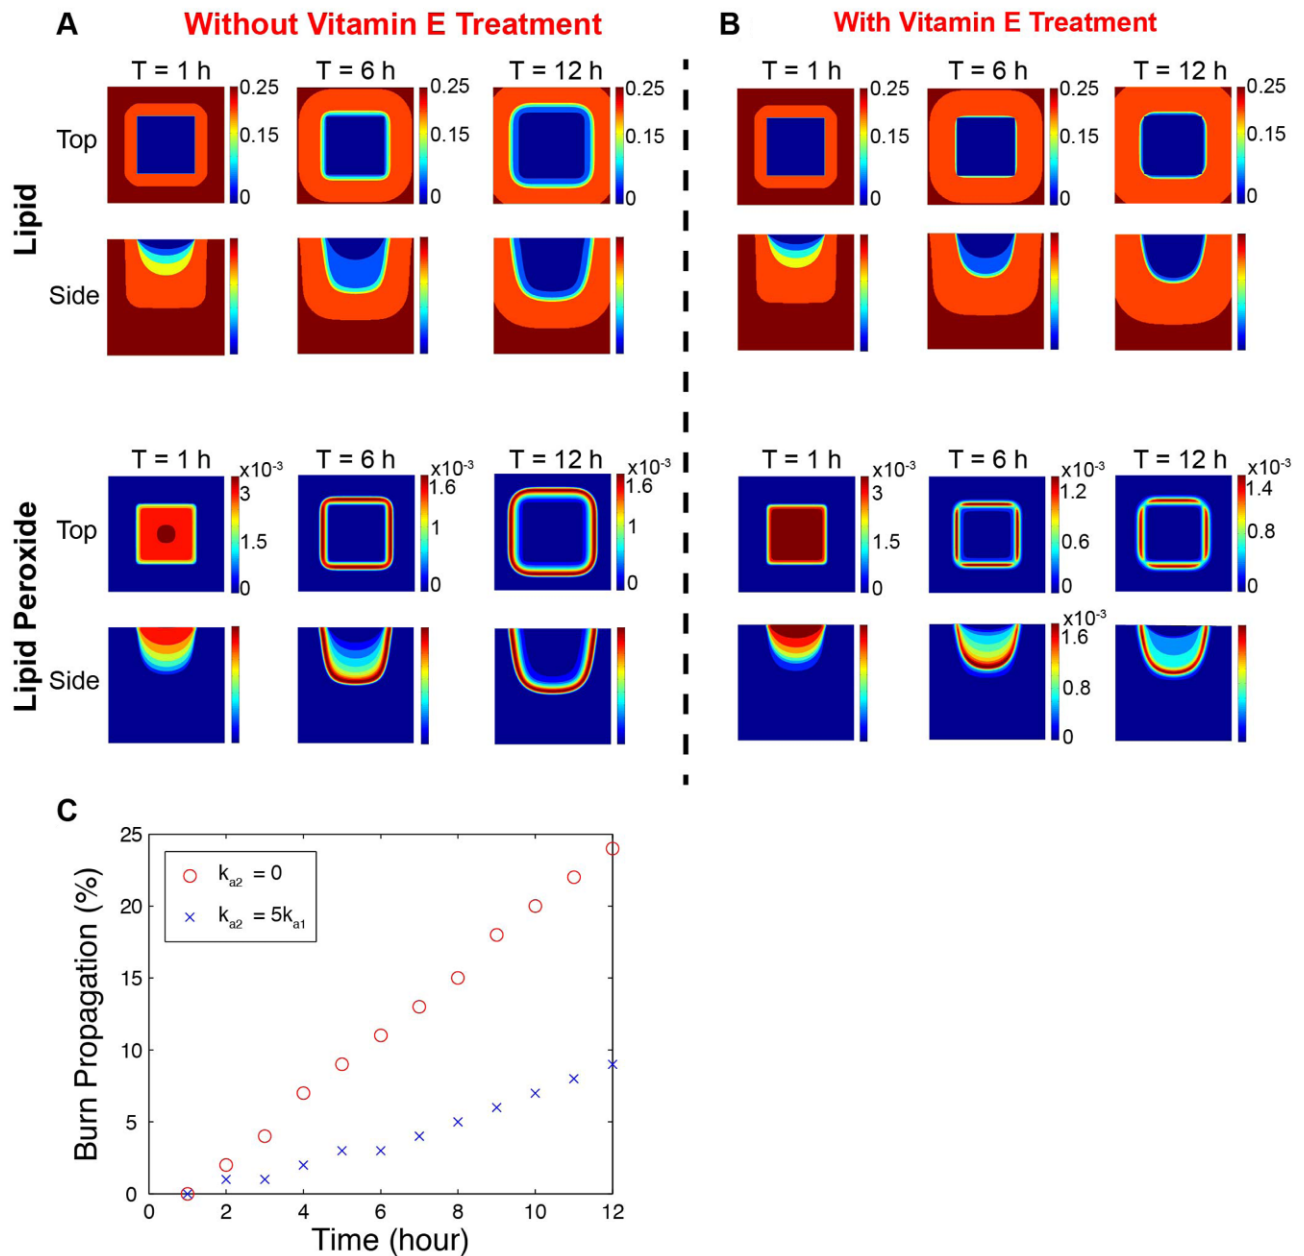 A Without Vitamin E Treatment
B With Vitamin E Treatment
T = 1 h T = 6 h T = 12 h
T = 1 h T = 6 h T = 12 h
Lipid
Top
0.25 0.25 0.25
0.15 0.15 0.15
0 0 0
0.25 0.25 0.25
0.15 0.15 0.15
0 0 0
Side
T = 1 h T = 6 h T = 12 h
T = 1 h T = 6 h T = 12 h
Lipid Peroxide
Top
x10-3 x10-3 x10-3
3 1.6 1.6
1.5 1 1
0 0 0
x10-3 x10-3 x10-3
3 1.2 1.4
1.5 0.6 0.8
0 0 0
Side
x10-3
1.6
0.8
0
C
Burn Propagation (%)
25
20
15
10
5
0
ka2 = 0
ka2 = 5ka1
0 2 4 6 8 10 12
Time (hour)